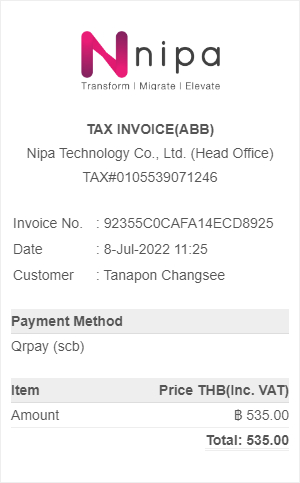 nipa
Transform | Migrate | Elevate
TAX INVOICE(ABB)
Nipa Technology Co., Ltd. (Head Office)
TAX#0105539071246
Invoice No. : 92355C0CAFA14ECD8925
Date : 8-Jul-2022 11:25
Customer : Tanapon Changsee
Payment Method
Qrpay (scb)
Item Price THB(Inc. VAT)
Amount ฿ 535.00
Total: 535.00